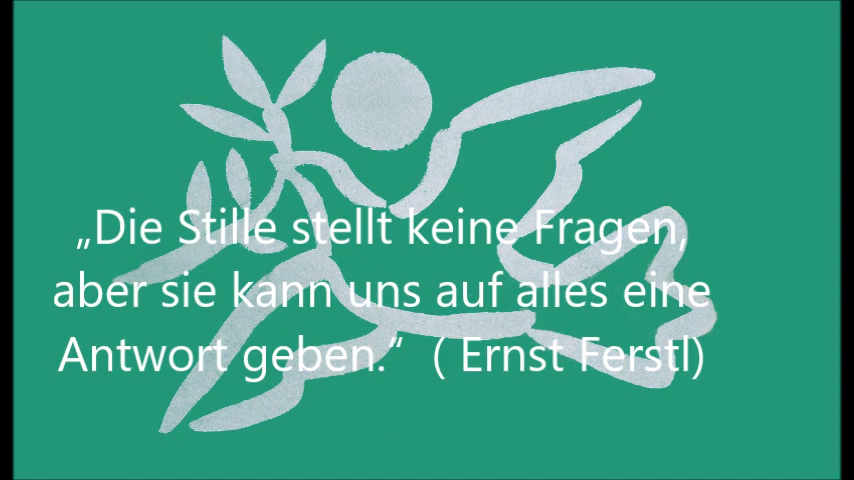 „Die Stille stellt keine Fragen,
aber sie kann uns auf alles eine
Antwort geben.“ ( Ernst Ferstl)